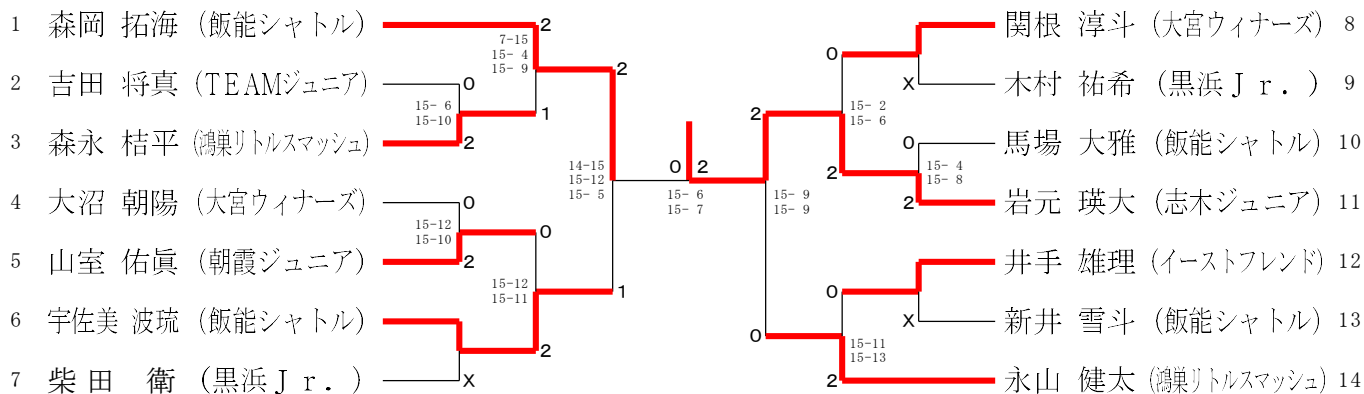 1 森岡 拓海 (飯能シャトル)
2 吉田 将真 (TEAMジュニア)
3 森永 桔平 (鴻巣リトルスマッシュ)
4 大沼 朝陽 (大宮ウィナーズ)
5 山室 佑眞 (朝霞ジュニア)
6 宇佐美 波琉 (飯能シャトル)
7 柴田 衛 (黒浜Jr.)
2
7-15
15- 4
15- 9
0
15- 6
15-10
2
1
2
0
15-12
15-10
2
0
15-12
15-11
2
X
14-15
15-12
15- 5
1
0 2
15- 6
15- 7
2
15- 9
15- 9
0
0
X
15- 2
15- 6
2
0
15- 4
15- 8
2
0
X
15-11
15-13
2
関根 淳斗 (大宮ウィナーズ) 8
木村 祐希 (黒浜Jr.) 9
馬場 大雅 (飯能シャトル) 10
岩元 瑛大 (志木ジュニア) 11
井手 雄理 (イーストフレンド) 12
新井 雪斗 (飯能シャトル) 13
永山 健太 (鴻巣リトルスマッシュ) 14